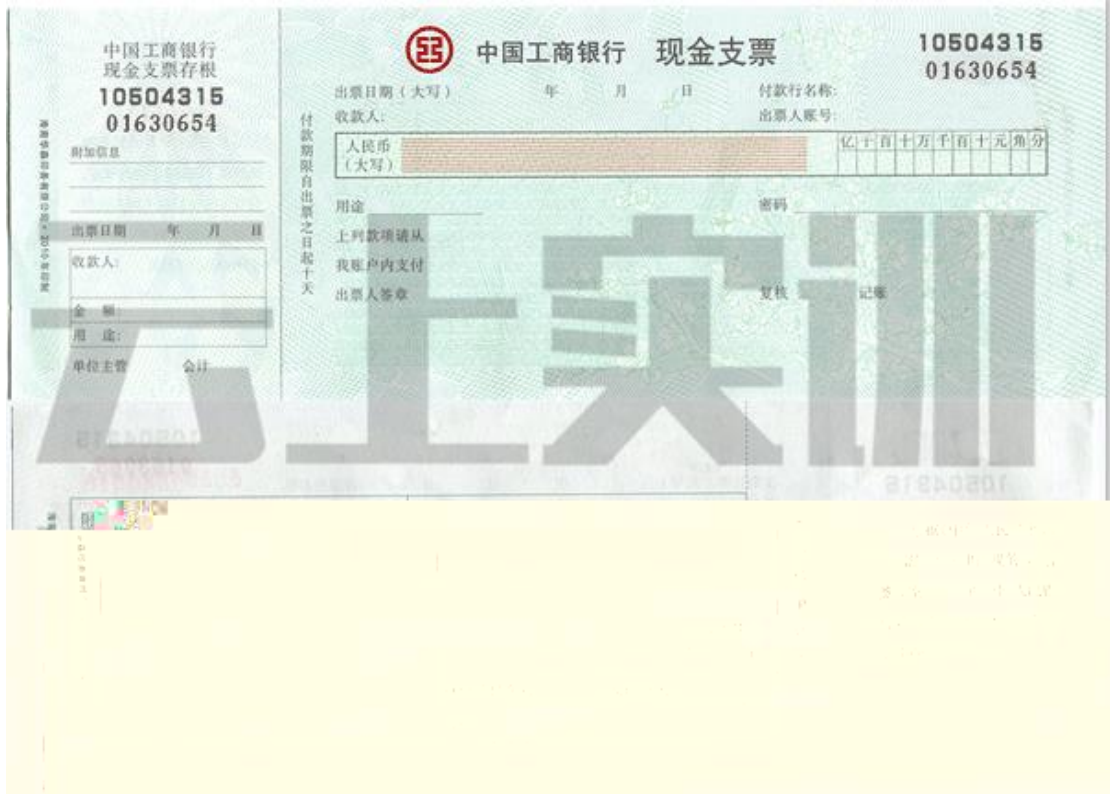 中国工商银行
现金支票存根
10504315
01630654
附加信息
出票日期 年 月 日
收款人:
金 额:
用 途:
单位主管 会计
付款期限自出票之日起十天
中国工商银行 现金支票
10504315
01630654
出票日期(大写) 年 月 日 付款行名称:
收款人: 出票人账号:
人民币
(大写)
亿千百十万千百十元角分
用途 密码
上列款项请从
我账户内支付
出票人签章 复核 记账
云上实训